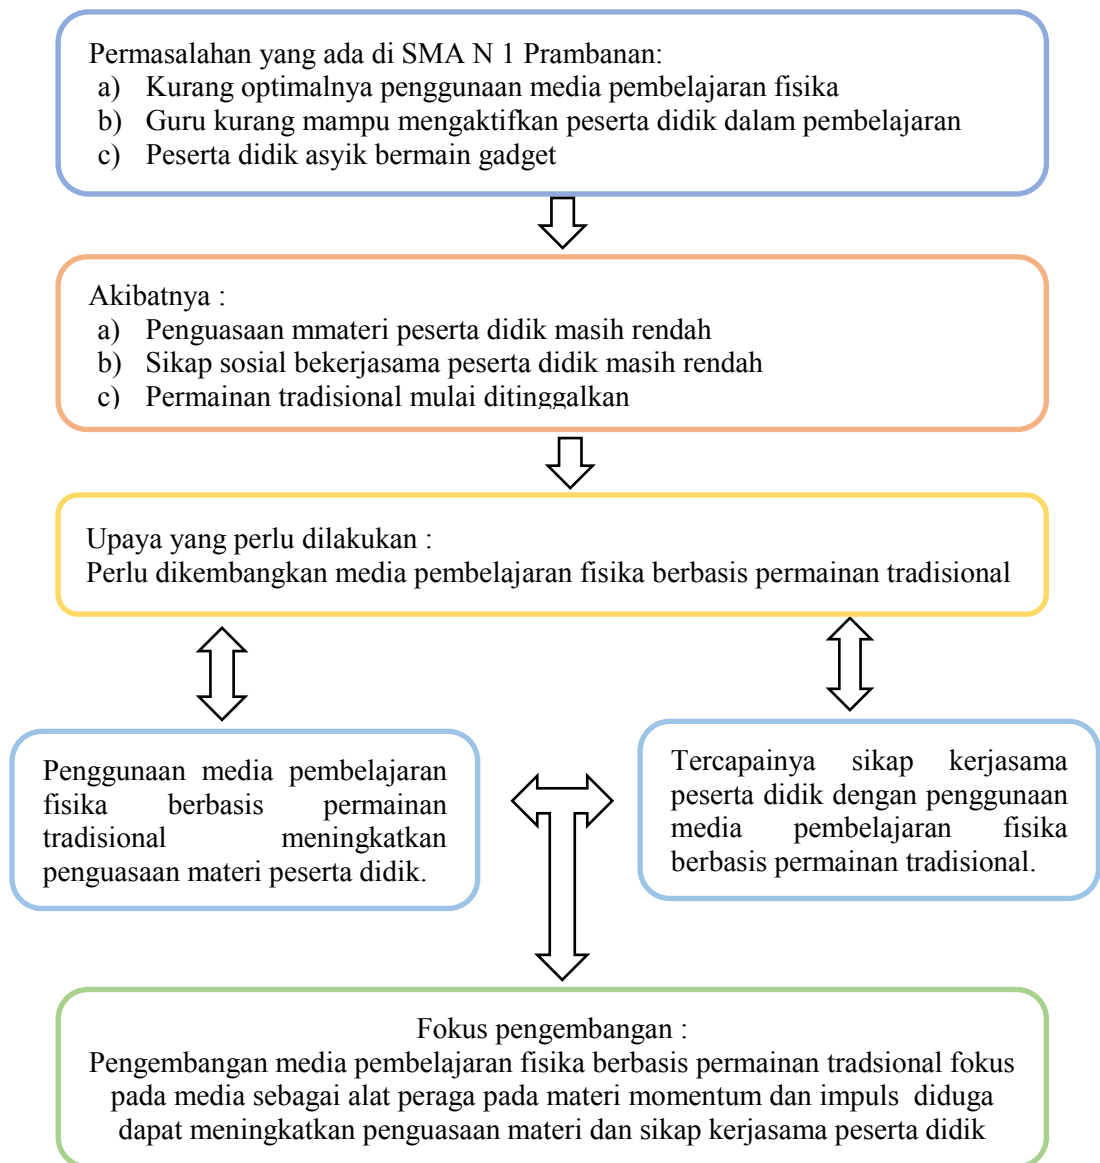 Permasalahan yang ada di SMA N 1 Prambanan:
a) Kurang optimalnya penggunaan media pembelajaran fisika
b) Guru kurang mampu mengaktifkan peserta didik dalam pembelajaran
c) Peserta didik asyik bermain gadget
Akibatnya :
a) Penguasaan mmateri peserta didik masih rendah
b) Sikap sosial bekerjasama peserta didik masih rendah
c) Permainan tradisional mulai ditinggalkan
Upaya yang perlu dilakukan :
Perlu dikembangkan media pembelajaran fisika berbasis permainan tradisional
Penggunaan media pembelajaran
fisika berbasis permainan
tradisional meningkatkan
penguasaan materi peserta didik.
Tercapainya sikap kerjasama
peserta didik dengan penggunaan
media pembelajaran fisika
berbasis permainan tradisional.
Fokus pengembangan :
Pengembangan media pembelajaran fisika berbasis permainan tradsional fokus
pada media sebagai alat peraga pada materi momentum dan impuls diduga
dapat meningkatkan penguasaan materi dan sikap kerjasama peserta didik